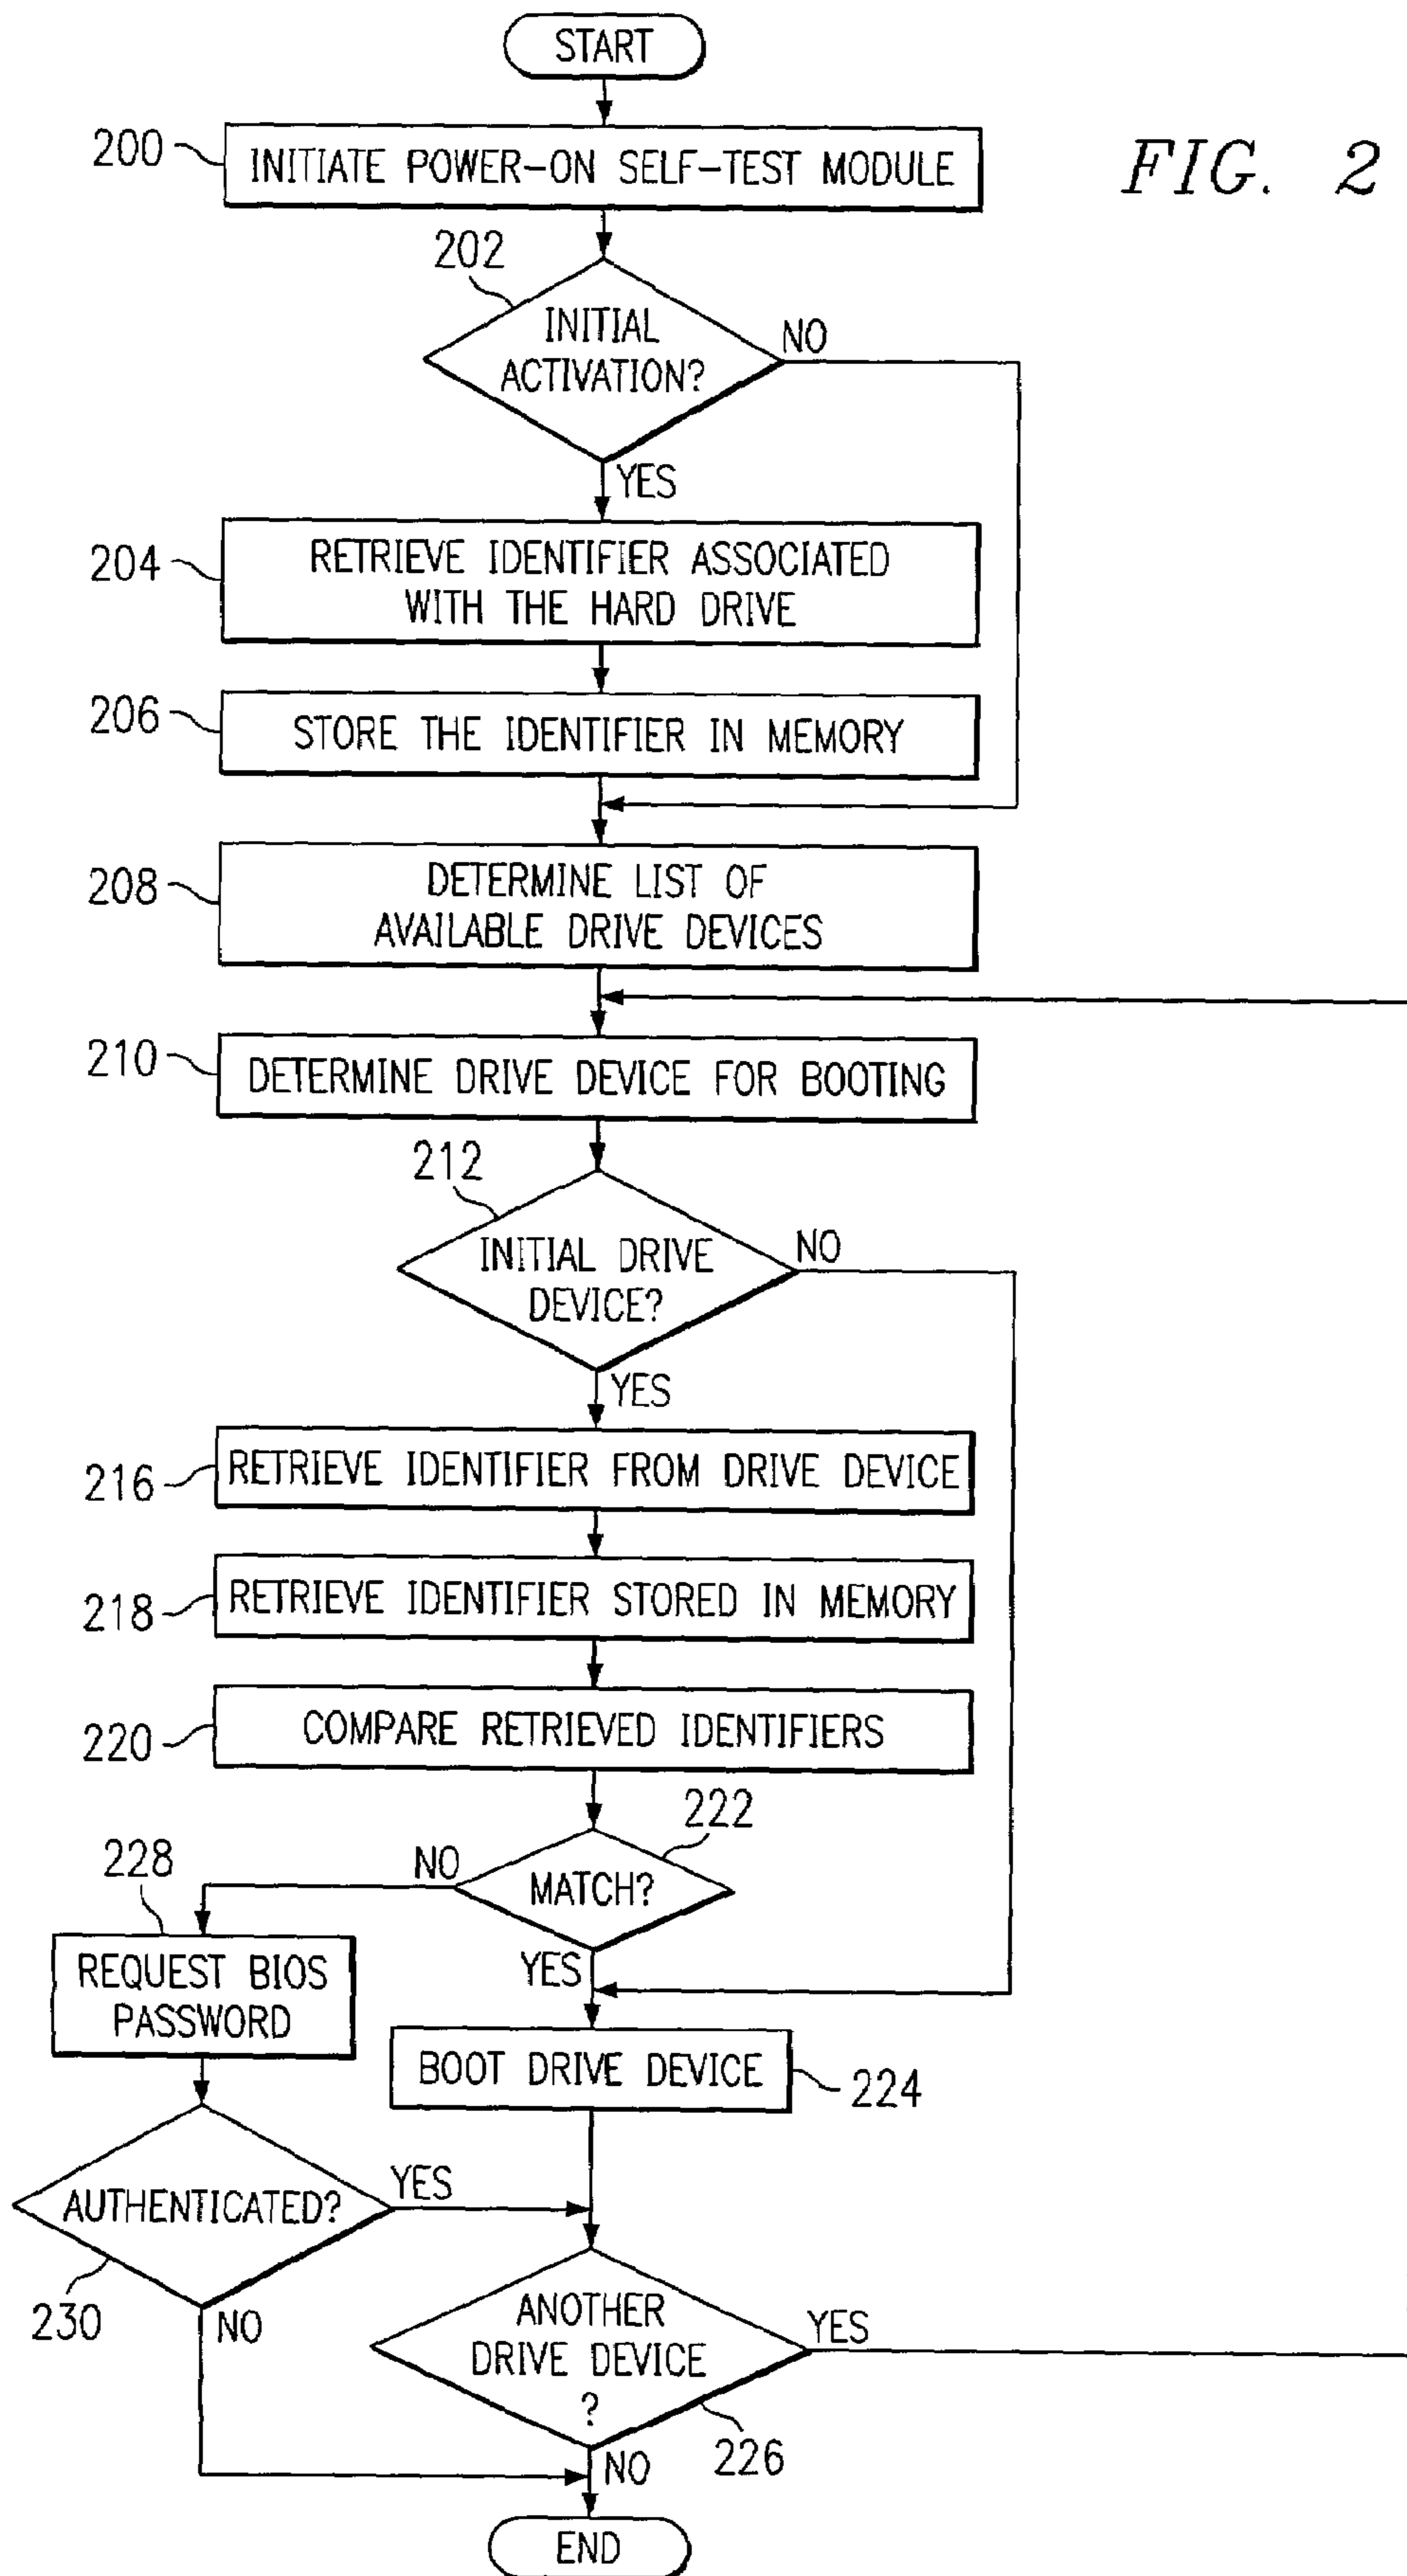 START
200
INITIATE POWER-ON SELF-TEST MODULE
FIG. 2
202
INITIAL
ACTIVATION?
NO
YES
204
RETRIEVE IDENTIFIER ASSOCIATED
WITH THE HARD DRIVE
206
STORE THE IDENTIFIER IN MEMORY
208
DETERMINE LIST OF
AVAILABLE DRIVE DEVICES
210
DETERMINE DRIVE DEVICE FOR BOOTING
212
INITIAL DRIVE
DEVICE?
NO
YES
216
RETRIEVE IDENTIFIER FROM DRIVE DEVICE
218
RETRIEVE IDENTIFIER STORED IN MEMORY
220
COMPARE RETRIEVED IDENTIFIERS
222
MATCH?
NO
YES
228
REQUEST BIOS
PASSWORD
BOOT DRIVE DEVICE
224
AUTHENTICATED?
YES
230
NO
ANOTHER
DRIVE DEVICE
?
YES
226
NO
END